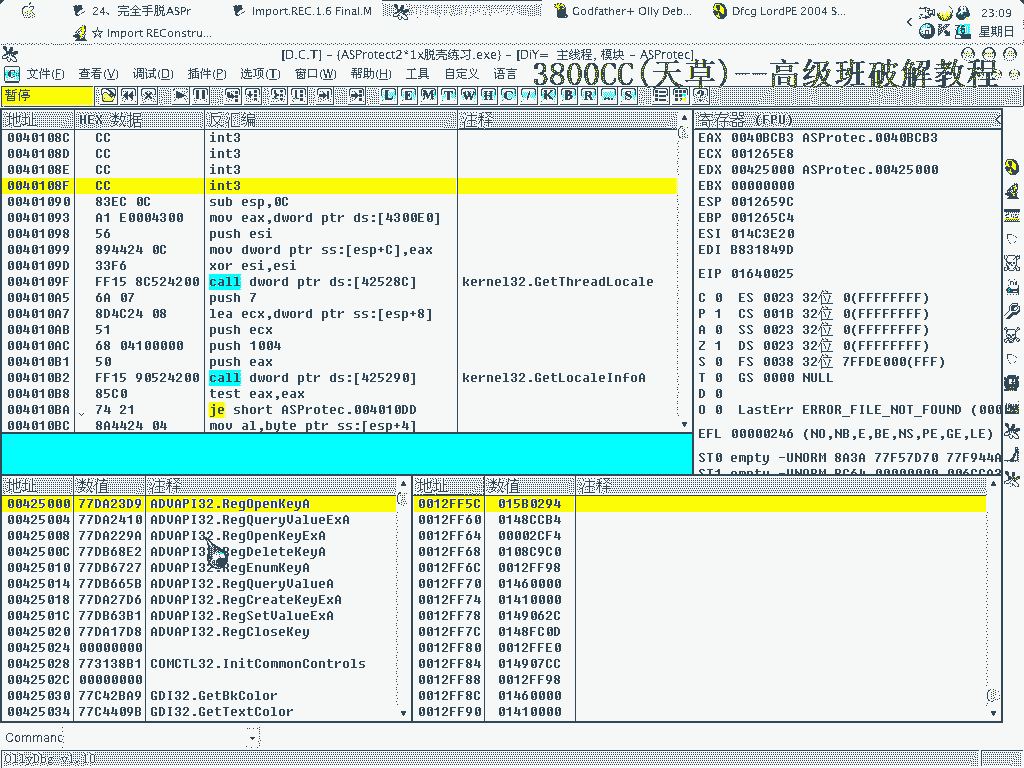 24、完全手脱ASPr
Import.REC.1.6 Final.M
Godfather+ Olly Deb...
Dfcg LordPE 2004 S...
23:09
☆ Import REConstru...
星期日
[D.C.T] - {ASProtect2*1x脱壳练习.exe} - [DiY= 主线程, 模块 - ASProtec]
文件(F) 查看(V) 调试(D) 插件(P) 选项(T) 窗口(W) 帮助(H) 工具 自定义 语言
3800CC(天草)--高级班破解教程
暂停
L E M T W H C / K B R ... S
地址 HEX 数据 反汇编 注释
0040108C CC int3
0040108D CC int3
0040108E CC int3
0040108F CC int3
00401090 83EC 0C sub esp,0C
00401093 A1 E0004300 mov eax,dword ptr ds:[4300E0]
00401098 56 push esi
00401099 894424 0C mov dword ptr ss:[esp+C],eax
0040109D 33F6 xor esi,esi
0040109F FF15 8C524200 call dword ptr ds:[42528C] kernel32.GetThreadLocale
004010A5 6A 07 push 7
004010A7 8D4C24 08 lea ecx,dword ptr ss:[esp+8]
004010AB 51 push ecx
004010AC 68 04100000 push 1004
004010B1 50 push eax
004010B2 FF15 90524200 call dword ptr ds:[425290] kernel32.GetLocaleInfoA
004010B8 85C0 test eax,eax
004010BA 74 21 je short ASProtec.004010DD
004010BC 8A4424 04 mov al,byte ptr ss:[esp+4]
寄存器 (FPU)
EAX 0040BCB3 ASProtec.0040BCB3
ECX 001265E8
EDX 00425000 ASProtec.00425000
EBX 00000000
ESP 0012659C
EBP 001265C4
ESI 014C3E20
EDI B831849D
EIP 01640025
C 0 ES 0023 32位 0(FFFFFFFF)
P 1 CS 001B 32位 0(FFFFFFFF)
A 0 SS 0023 32位 0(FFFFFFFF)
Z 1 DS 0023 32位 0(FFFFFFFF)
S 0 FS 0038 32位 7FFDE000(FFF)
T 0 GS 0000 NULL
D 0
O 0 LastErr ERROR_FILE_NOT_FOUND (000
EFL 00000246 (NO,NB,E,BE,NS,PE,GE,LE)
ST0 empty -UNORM 8A3A 77F57D70 77F944A
地址 数值 注释
00425000 77DA23D9 ADVAPI32.RegOpenKeyA
00425004 77DA2410 ADVAPI32.RegQueryValueExA
00425008 77DA229A ADVAPI32.RegOpenKeyExA
0042500C 77DB68E2 ADVAPI32.RegDeleteKeyA
00425010 77DB6727 ADVAPI32.RegEnumKeyA
00425014 77DB665B ADVAPI32.RegQueryValueA
00425018 77DA27D6 ADVAPI32.RegCreateKeyExA
0042501C 77DB63B1 ADVAPI32.RegSetValueExA
00425020 77DA17D8 ADVAPI32.RegCloseKey
00425024 00000000
00425028 773138B1 COMCTL32.InitCommonControls
0042502C 00000000
00425030 77C42BA9 GDI32.GetBkColor
00425034 77C4409B GDI32.GetTextColor
地址 数值 注释
0012FF5C 015B0294
0012FF60 0148CCB4
0012FF64 00002CF4
0012FF68 0108C9C0
0012FF6C 0012FF98
0012FF70 01460000
0012FF74 01410000
0012FF78 0149062C
0012FF7C 0148FC0D
0012FF80 0012FFE0
0012FF84 014907CC
0012FF88 0012FF98
0012FF8C 01460000
0012FF90 01410000
Command
OllyDbg v1.10